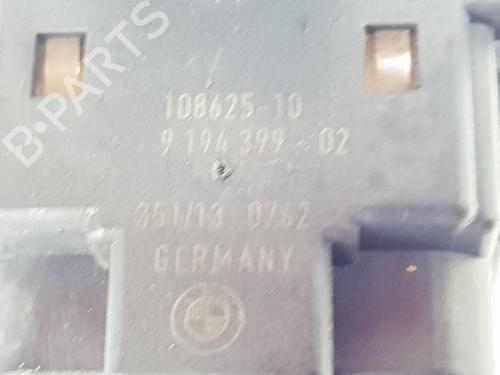 B-PARTS
108625-10
9 194 399-02
351/13 0742
GERMANY